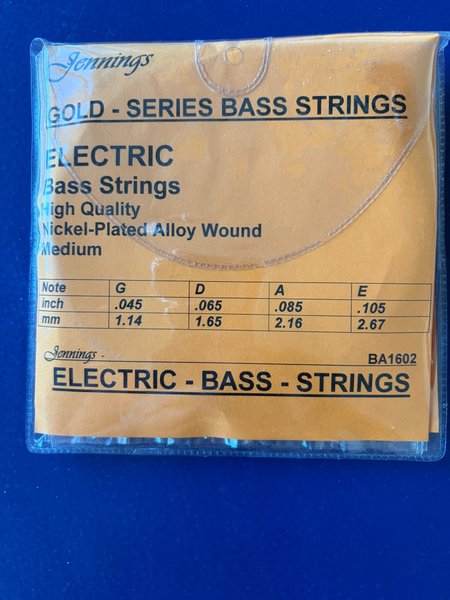 Jennings
GOLD - SERIES BASS STRINGS
ELECTRIC
Bass Strings
High Quality
Nickel-Plated Alloy Wound
Medium
Note G D A E
inch .045 .065 .085 .105
mm 1.14 1.65 2.16 2.67
Jennings - BA1602
ELECTRIC - BASS - STRINGS